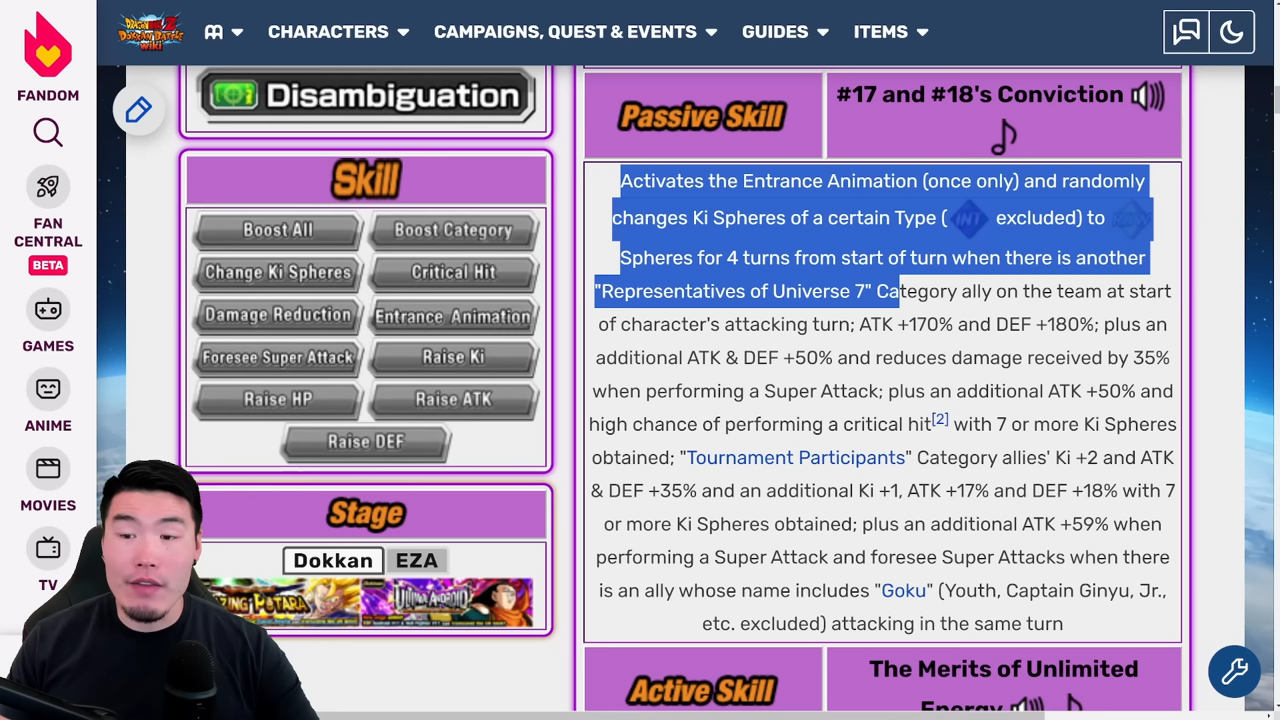 FANDOM
FAN
CENTRAL
BETA
GAMES
ANIME
MOVIES
TV
DRAGON BALL Z
DOKKAN BATTLE
WIKI
CHARACTERS
CAMPAIGNS, QUEST & EVENTS
GUIDES
ITEMS
Disambiguation
Skill
Boost All
Boost Category
Change Ki Spheres
Critical Hit
Damage Reduction
Entrance Animation
Foresee Super Attack
Raise Ki
Raise HP
Raise ATK
Raise DEF
Stage
Dokkan
EZA
Passive Skill
#17 and #18's Conviction
Activates the Entrance Animation (once only) and randomly
changes Ki Spheres of a certain Type ( INT excluded) to
Spheres for 4 turns from start of turn when there is another
"Representatives of Universe 7" Category ally on the team at start
of character's attacking turn; ATK +170% and DEF +180%; plus an
additional ATK & DEF +50% and reduces damage received by 35%
when performing a Super Attack; plus an additional ATK +50% and
high chance of performing a critical hit[2] with 7 or more Ki Spheres
obtained; "Tournament Participants" Category allies' Ki +2 and ATK
& DEF +35% and an additional Ki +1, ATK +17% and DEF +18% with 7
or more Ki Spheres obtained; plus an additional ATK +59% when
performing a Super Attack and foresee Super Attacks when there
is an ally whose name includes "Goku" (Youth, Captain Ginyu, Jr.,
etc. excluded) attacking in the same turn
Active Skill
The Merits of Unlimited
Energy